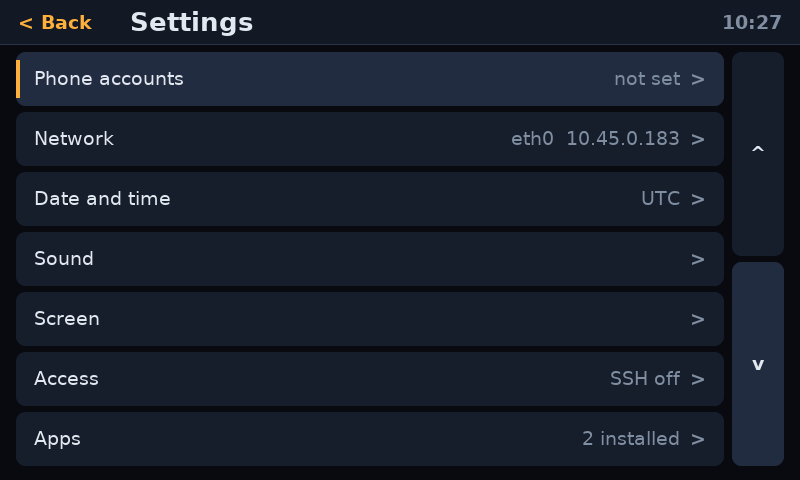 < Back Settings 10:27
Phone accounts not set >
Network eth0 10.45.0.183 >
^
Date and time UTC >
Sound >
Screen >
v
Access SSH off >
Apps 2 installed >